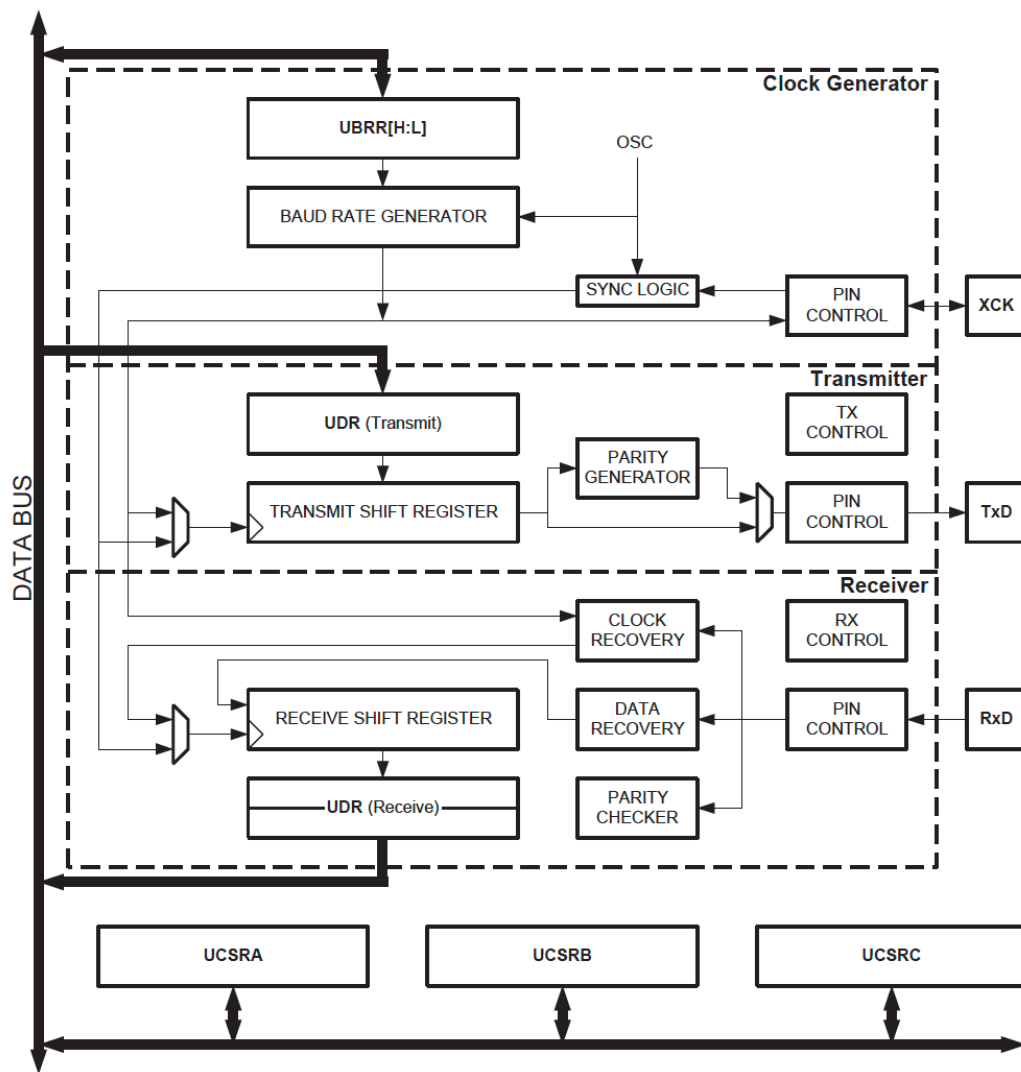 Clock Generator
UBRR[H:L]
OSC
BAUD RATE GENERATOR
SYNC LOGIC
PIN
CONTROL
XCK
Transmitter
UDR (Transmit)
TX
CONTROL
PARITY
GENERATOR
TRANSMIT SHIFT REGISTER
PIN
CONTROL
TxD
DATA BUS
Receiver
CLOCK
RECOVERY
RX
CONTROL
RECEIVE SHIFT REGISTER
DATA
RECOVERY
PIN
CONTROL
RxD
UDR (Receive)
PARITY
CHECKER
UCSRA
UCSRB
UCSRC